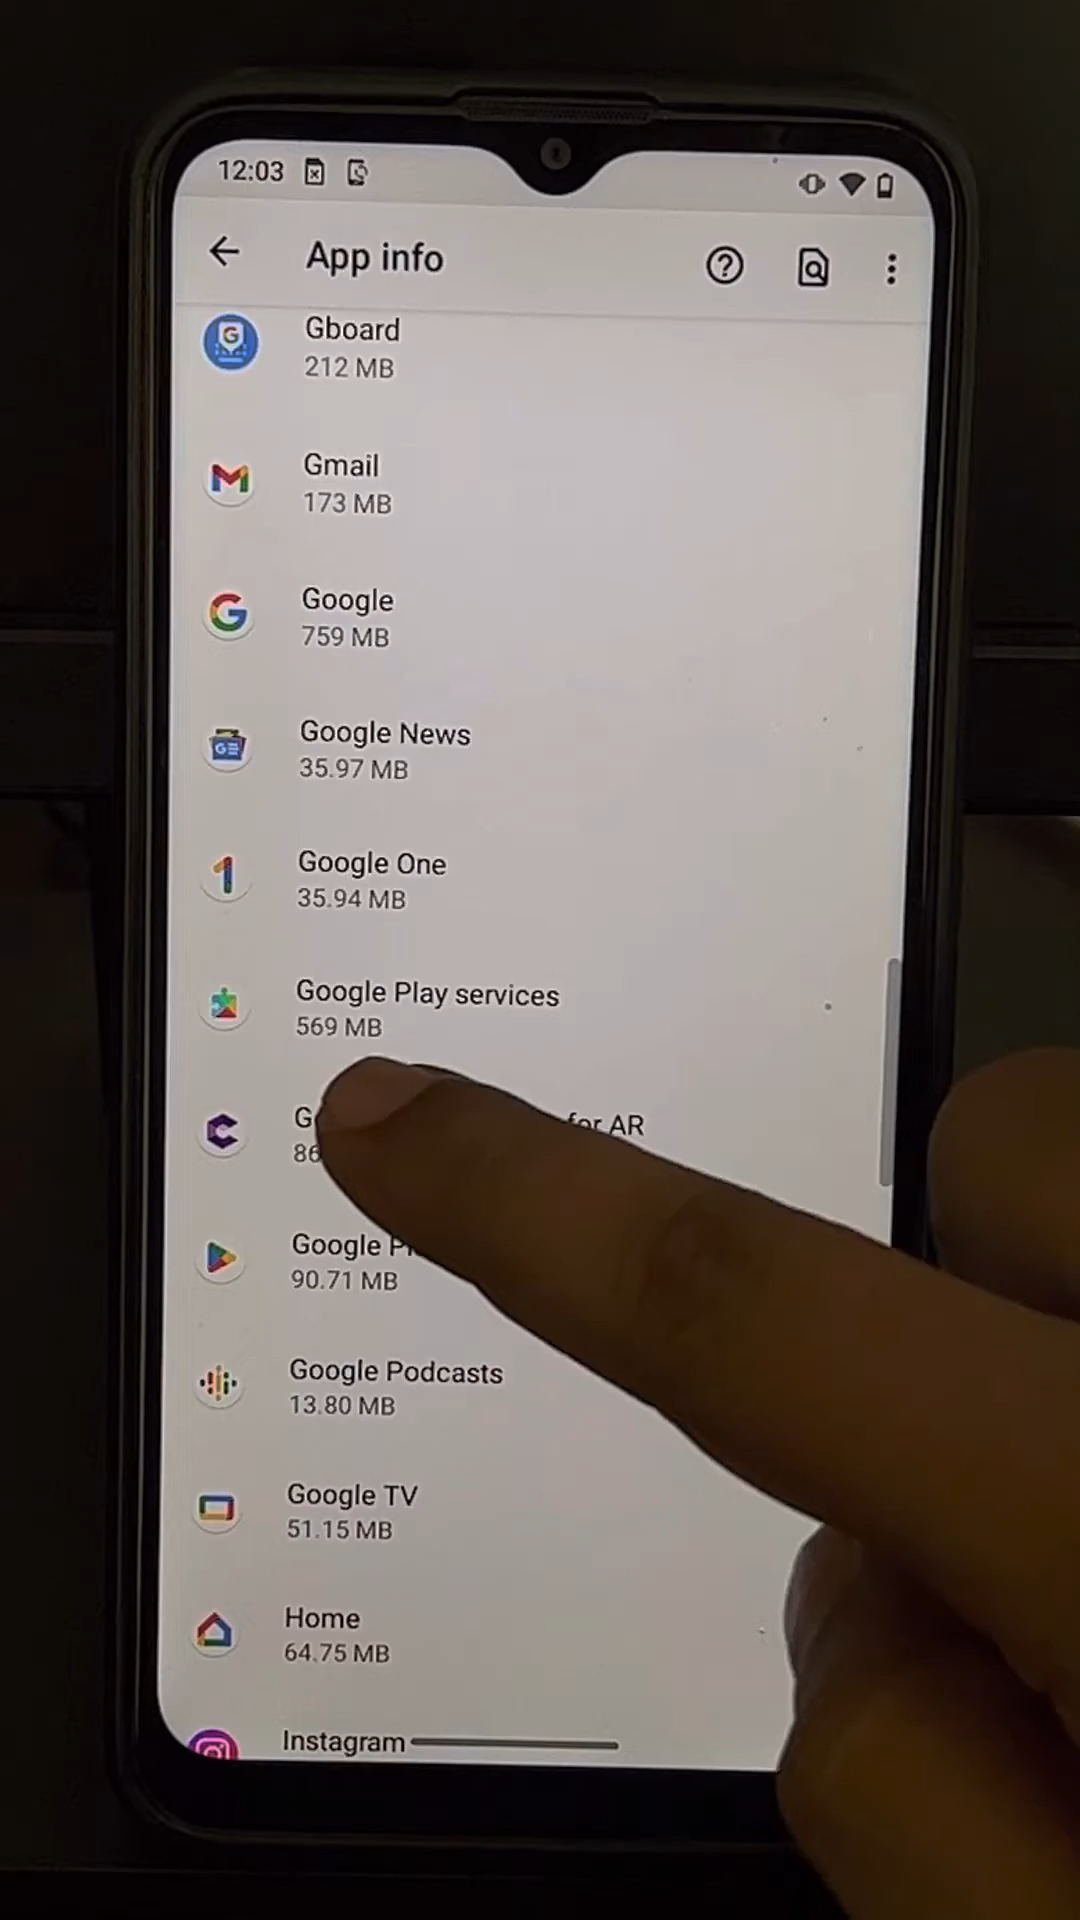 12:03
App info
Gboard
212 MB
Gmail
173 MB
Google
759 MB
Google News
35.97 MB
Google One
35.94 MB
Google Play services
569 MB
for AR
Google
90.71 MB
Google Podcasts
13.80 MB
Google TV
51.15 MB
Home
64.75 MB
Instagram